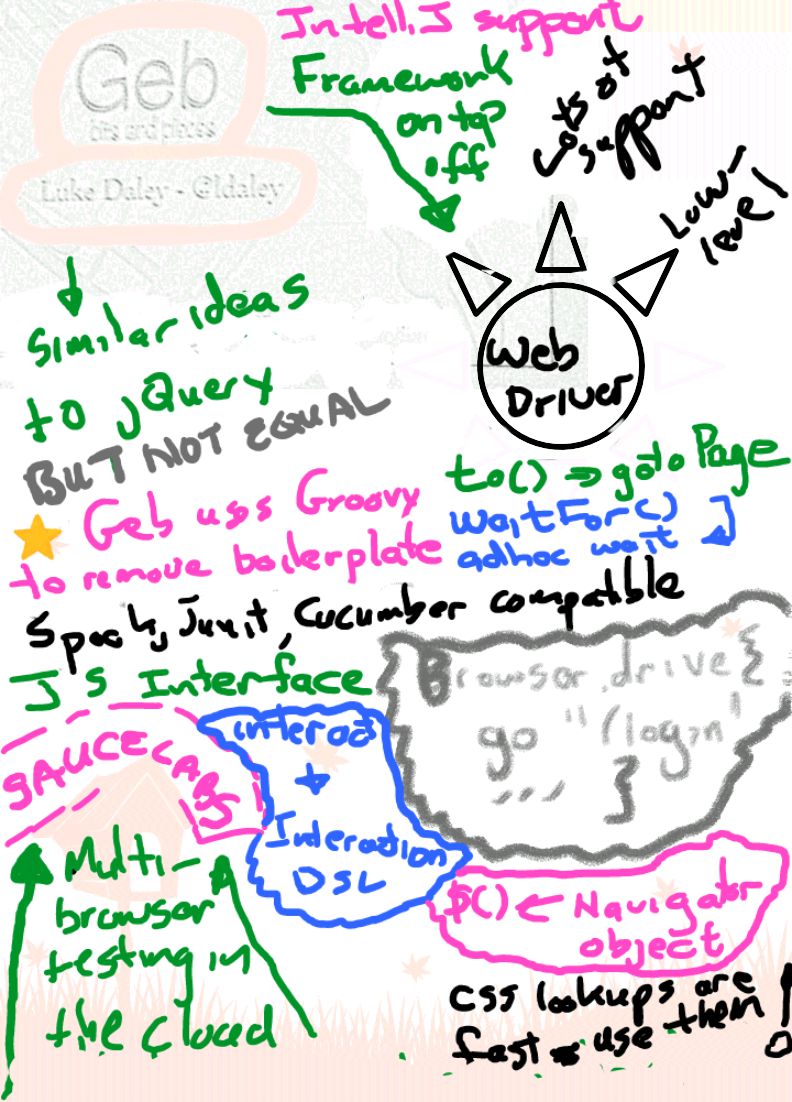 IntelliJ support
Geb
bits and pieces
Luke Daley - @ldaley
Framework
on top
off
Lots of
support
Low-
level
Web
Driver
Similar ideas
to jQuery
BUT NOT EQUAL
to() => goto Page
waitFor()
adhoc wait
Geb uses Groovy
to remove boilerplate
Spock, Junit, Cucumber compatible
JS Interface
Browser.drive {
go "/login"
... }
SAUCELABS
interact
+
Interaction
DSL
Multi-
browser
testing in
the cloud
$() ← Navigator
object
css lookups are
fast - use them!